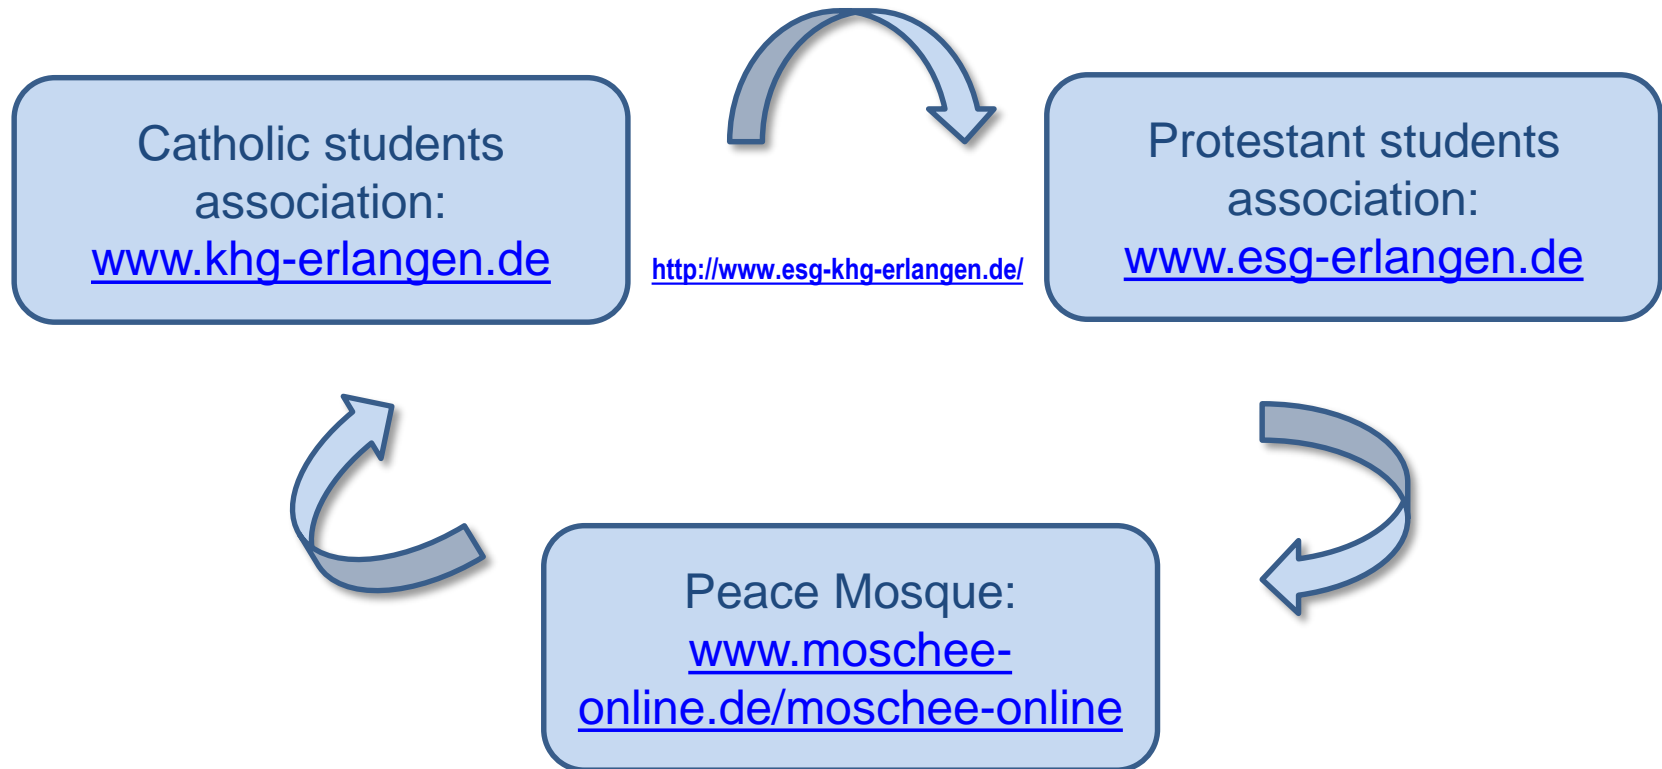 Catholic students
association:
www.khg-erlangen.de
http://www.esg-khg-erlangen.de/
Protestant students
association:
www.esg-erlangen.de
Peace Mosque:
www.moschee-
online.de/moschee-online